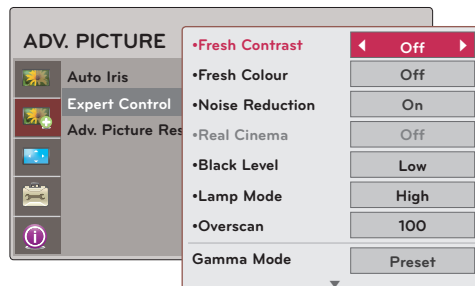 ADV. PICTURE
Auto Iris
Expert Control
Adv. Picture Res
•Fresh Contrast Off
•Fresh Colour Off
•Noise Reduction On
•Real Cinema Off
•Black Level Low
•Lamp Mode High
•Overscan 100
Gamma Mode Preset